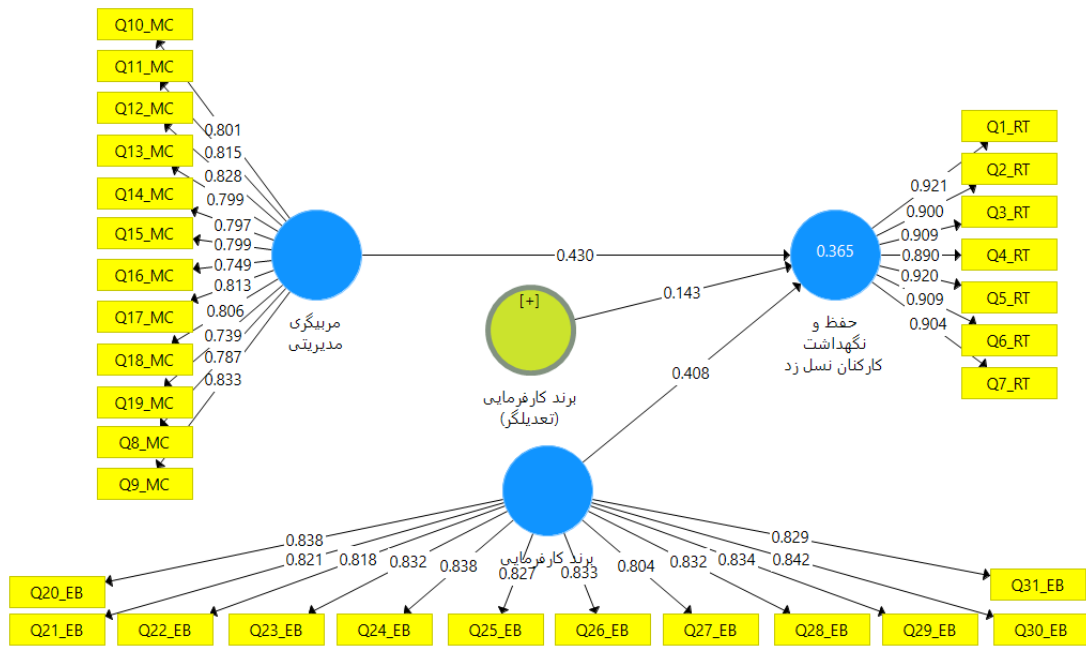 Q10_MC
Q11_MC
Q12_MC
Q13_MC
Q14_MC
Q15_MC
Q16_MC
Q17_MC
Q18_MC
Q19_MC
Q8_MC
Q9_MC
0.801
0.815
0.828
0.799
0.797
0.799
0.749
0.813
0.806
0.739
0.787
0.833
مربیگری
مدیریتی
0.430
[+]
0.143
برند کارفرمایی
(تعدیلگر)
0.408
0.365
حفظ و
نگهداشت
کارکنان نسل زد
0.921
0.900
0.909
0.890
0.920
0.909
0.904
Q1_RT
Q2_RT
Q3_RT
Q4_RT
Q5_RT
Q6_RT
Q7_RT
برند کارفرمایی
0.838
0.821
0.818
0.832
0.838
0.827
0.833
0.804
0.832
0.834
0.842
0.829
Q20_EB
Q21_EB
Q22_EB
Q23_EB
Q24_EB
Q25_EB
Q26_EB
Q27_EB
Q28_EB
Q29_EB
Q30_EB
Q31_EB